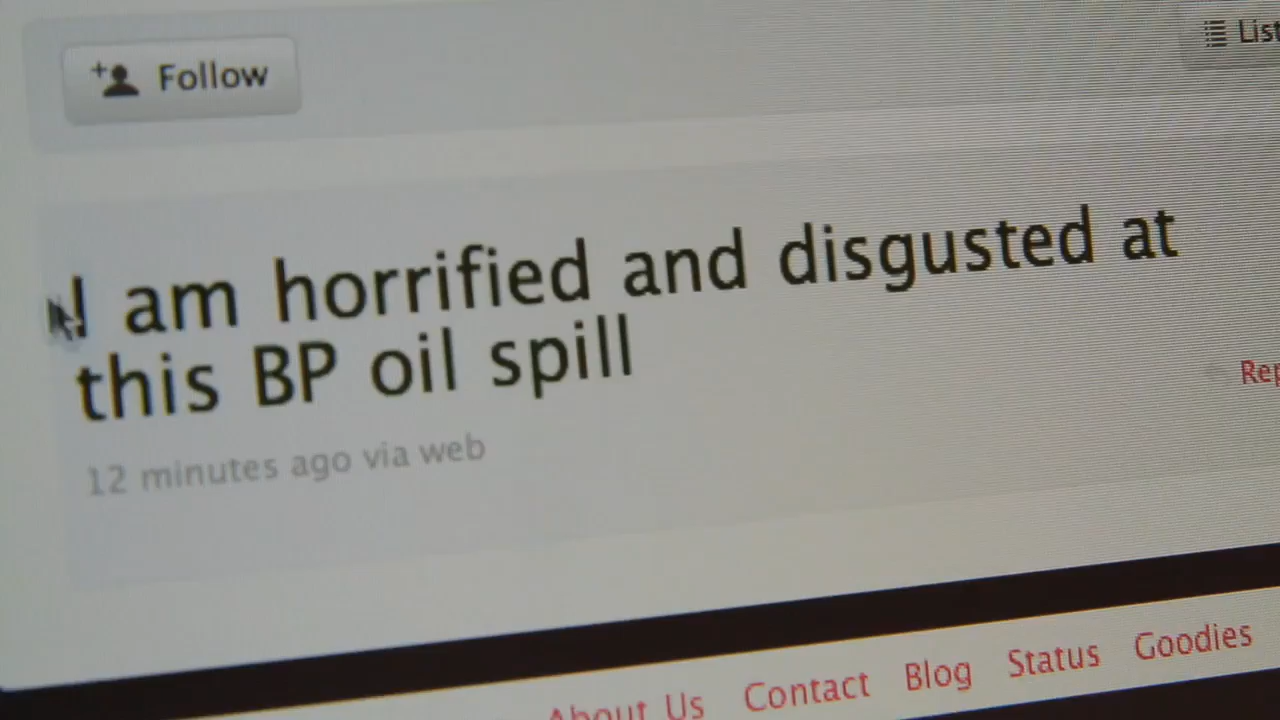 Follow
List
I am horrified and disgusted at
this BP oil spill
Rep
12 minutes ago via web
About Us Contact Blog Status Goodies